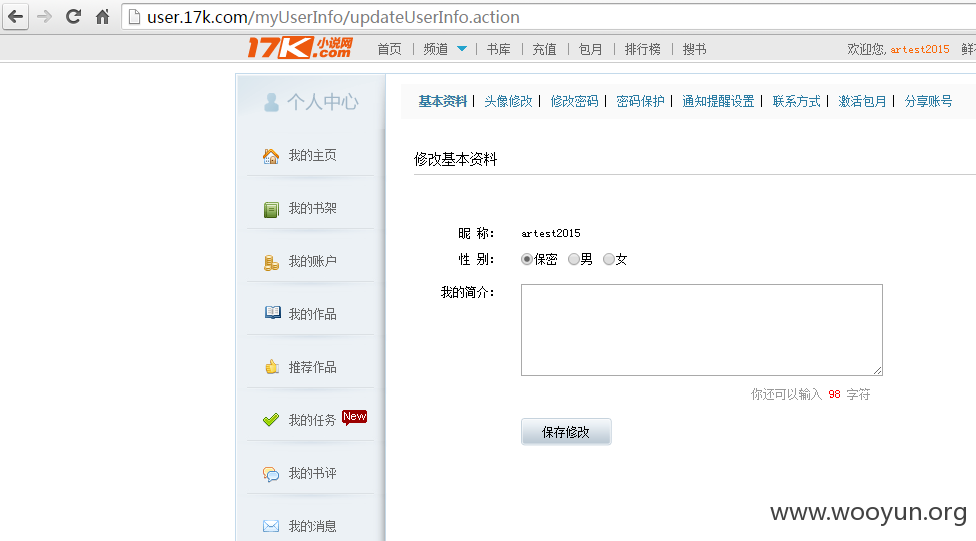 user.17k.com/myUserInfo/updateUserInfo.action
17K小说网.com 首页 | 频道 | 书库 | 充值 | 包月 | 排行榜 | 搜书 欢迎您, artest2015
个人中心
基本资料 | 头像修改 | 修改密码 | 密码保护 | 通知提醒设置 | 联系方式 | 激活包月 | 分享账号
我的主页
修改基本资料
我的书架
昵 称: artest2015
性 别: 保密 男 女
我的账户
我的简介:
我的作品
推荐作品
你还可以输入 98 字符
我的任务 New
保存修改
我的书评
我的消息
www.wooyun.org